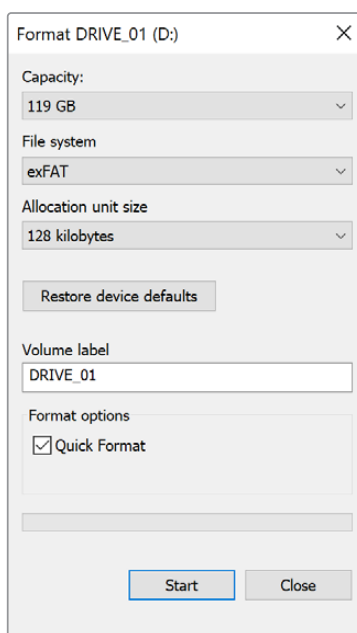 Format DRIVE_01 (D:)
Capacity:
119 GB
File system
exFAT
Allocation unit size
128 kilobytes
Restore device defaults
Volume label
DRIVE_01
Format options
Quick Format
Start Close